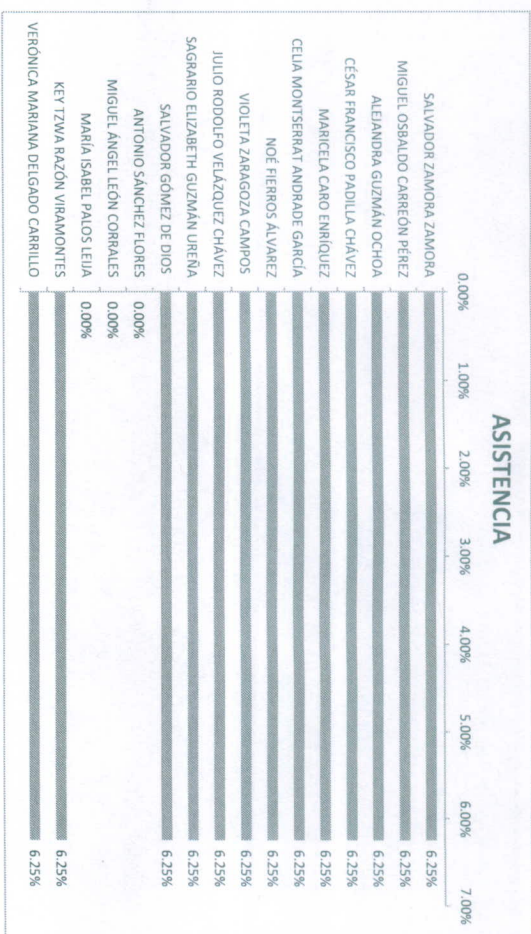 ASISTENCIA
0.00% 1.00% 2.00% 3.00% 4.00% 5.00% 6.00% 7.00%
SALVADOR ZAMORA ZAMORA 6.25%
MIGUEL OSBALDO CARREÓN PÉREZ 6.25%
ALEJANDRA GUZMÁN OCHOA 6.25%
CÉSAR FRANCISCO PADILLA CHÁVEZ 6.25%
MARICELA CARO ENRÍQUEZ 6.25%
CELIA MONTSERRAT ANDRADE GARCÍA 6.25%
NOÉ FIERROS ÁLVAREZ 6.25%
VIOLETA ZARAGOZA CAMPOS 6.25%
JULIO RODOLFO VELÁZQUEZ CHÁVEZ 6.25%
SAGRARIO ELIZABETH GUZMÁN UREÑA 6.25%
SALVADOR GÓMEZ DE DIOS 6.25%
ANTONIO SÁNCHEZ FLORES 0.00%
MIGUEL ÁNGEL LEÓN CORRALES 0.00%
MARÍA ISABEL PALOS LEIJA 0.00%
KEY TZWA RAZÓN VIRAMONTES 6.25%
VERÓNICA MARIANA DELGADO CARRILLO 6.25%